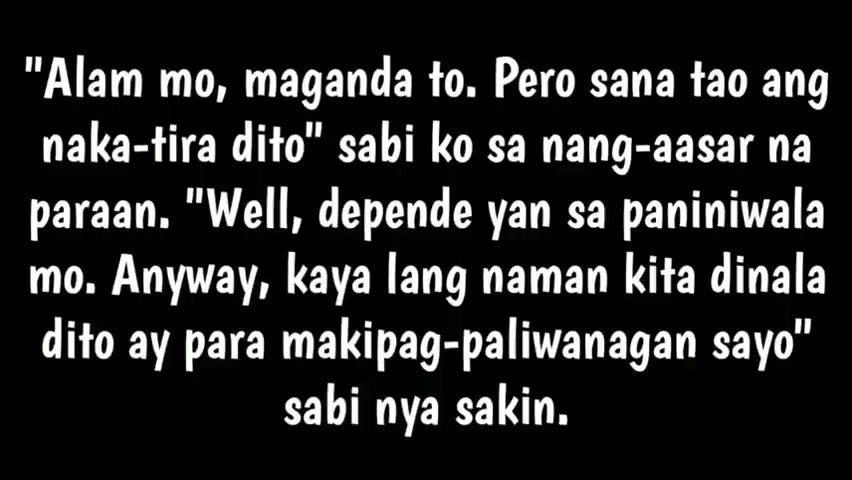 "Alam mo, maganda to. Pero sana tao ang
naka-tira dito" sabi ko sa nang-aasar na
paraan. "Well, depende yan sa paniniwala
mo. Anyway, kaya lang naman kita dinala
dito ay para makipag-paliwanagan sayo"
sabi nya sakin.